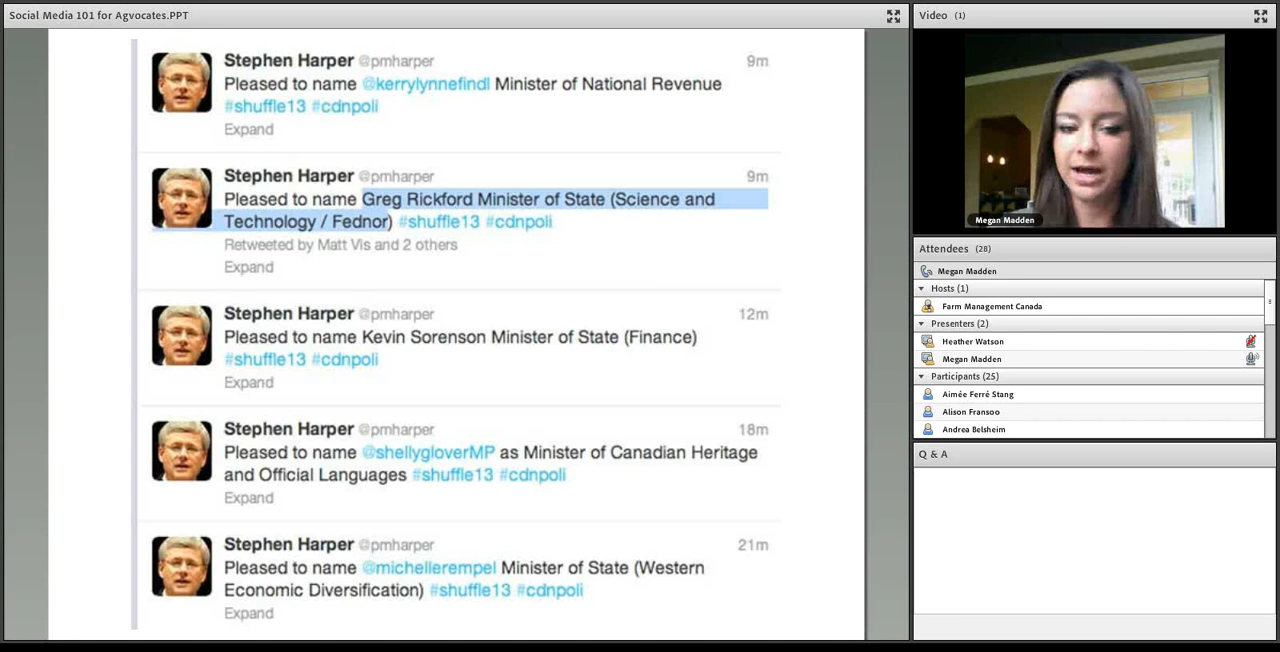 Social Media 101 for Agvocates.PPT
Stephen Harper @pmharper 9m
Pleased to name @kerrylynnefindl Minister of National Revenue
#shuffle13 #cdnpoli
Expand
Stephen Harper @pmharper 9m
Pleased to name Greg Rickford Minister of State (Science and
Technology / Fednor) #shuffle13 #cdnpoli
Retweeted by Matt Vis and 2 others
Expand
Stephen Harper @pmharper 12m
Pleased to name Kevin Sorenson Minister of State (Finance)
#shuffle13 #cdnpoli
Expand
Stephen Harper @pmharper 18m
Pleased to name @shellygloverMP as Minister of Canadian Heritage
and Official Languages #shuffle13 #cdnpoli
Expand
Stephen Harper @pmharper 21m
Pleased to name @michellerempel Minister of State (Western
Economic Diversification) #shuffle13 #cdnpoli
Expand
Video (1)
Megan Madden
Attendees (28)
Megan Madden
Hosts (1)
Farm Management Canada
Presenters (2)
Heather Watson
Megan Madden
Participants (25)
Aimée Ferré Stang
Alison Fransoo
Andrea Belsheim
Q & A